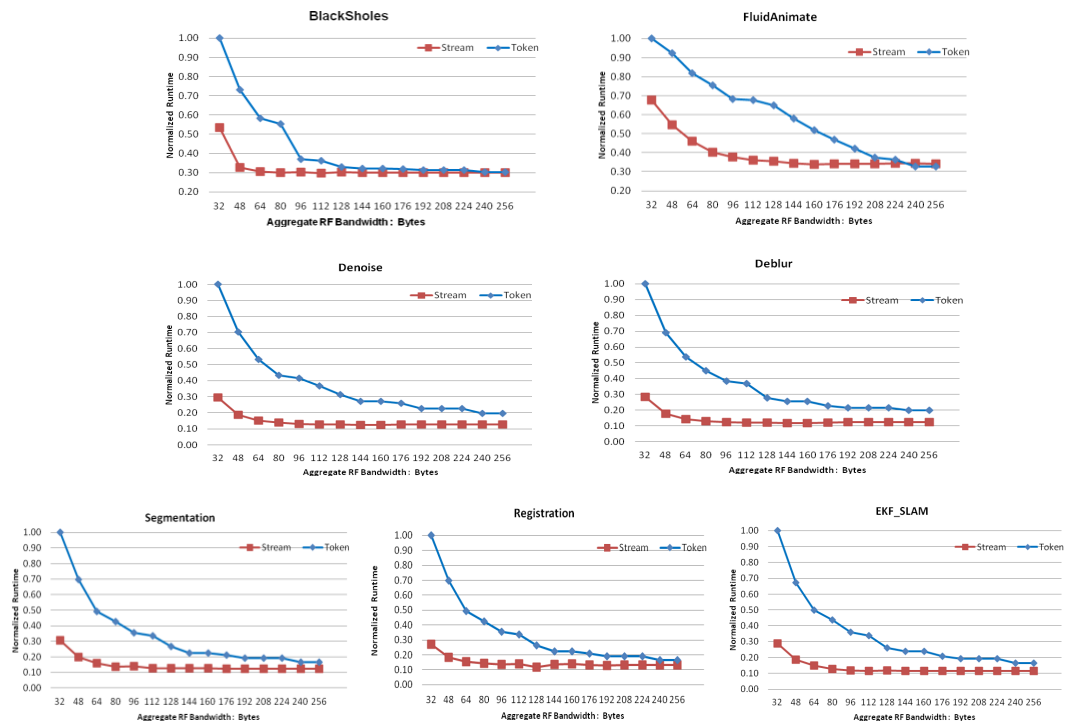 BlackSholes
Stream Token
Normalized Runtime
1.00
0.90
0.80
0.70
0.60
0.50
0.40
0.30
0.20
32 48 64 80 96 112 128 144 160 176 192 208 224 240 256
Aggregate RF Bandwidth: Bytes
FluidAnimate
Stream Token
Normalized Runtime
1.00
0.90
0.80
0.70
0.60
0.50
0.40
0.30
0.20
32 48 64 80 96 112 128 144 160 176 192 208 224 240 256
Aggregate RF Bandwidth: Bytes
Denoise
Stream Token
Normalized Runtime
1.00
0.90
0.80
0.70
0.60
0.50
0.40
0.30
0.20
0.10
0.00
32 48 64 80 96 112 128 144 160 176 192 208 224 240 256
Aggregate RF Bandwidth: Bytes
Deblur
Stream Token
Normalized Runtime
1.00
0.90
0.80
0.70
0.60
0.50
0.40
0.30
0.20
0.10
0.00
32 48 64 80 96 112 128 144 160 176 192 208 224 240 256
Aggregate RF Bandwidth: Bytes
Segmentation
Stream Token
Normalized Runtime
1.00
0.90
0.80
0.70
0.60
0.50
0.40
0.30
0.20
0.10
0.00
32 48 64 80 96 112 128 144 160 176 192 208 224 240 256
Aggregate RF Bandwidth: Bytes
Registration
Stream Token
Normalized Runtime
1.00
0.90
0.80
0.70
0.60
0.50
0.40
0.30
0.20
0.10
0.00
32 48 64 80 96 112 128 144 160 176 192 208 224 240 256
Aggregate RF Bandwidth: Bytes
EKF_SLAM
Stream Token
Normalized Runtime
1.00
0.90
0.80
0.70
0.60
0.50
0.40
0.30
0.20
0.10
0.00
32 48 64 80 96 112 128 144 160 176 192 208 224 240 256
Aggregate RF Bandwidth: Bytes